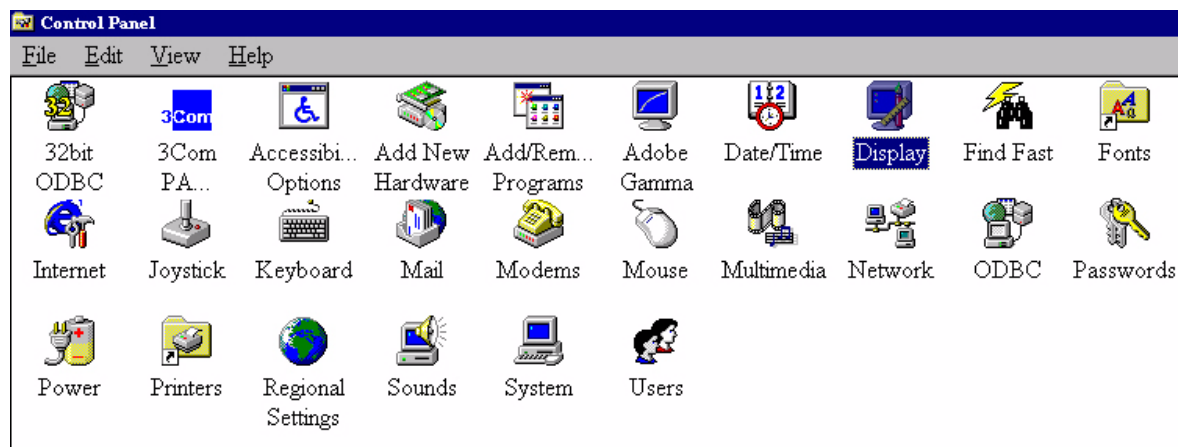 Control Panel
File Edit View Help
12
32
3Com
32bit ODBC
3Com PA...
Accessibi... Options
Add New Hardware
Add/Rem... Programs
Adobe Gamma
Date/Time
Display
Find Fast
Fonts
Internet
Joystick
Keyboard
Mail
Modems
Mouse
Multimedia
Network
ODBC
Passwords
Power
Printers
Regional Settings
Sounds
System
Users